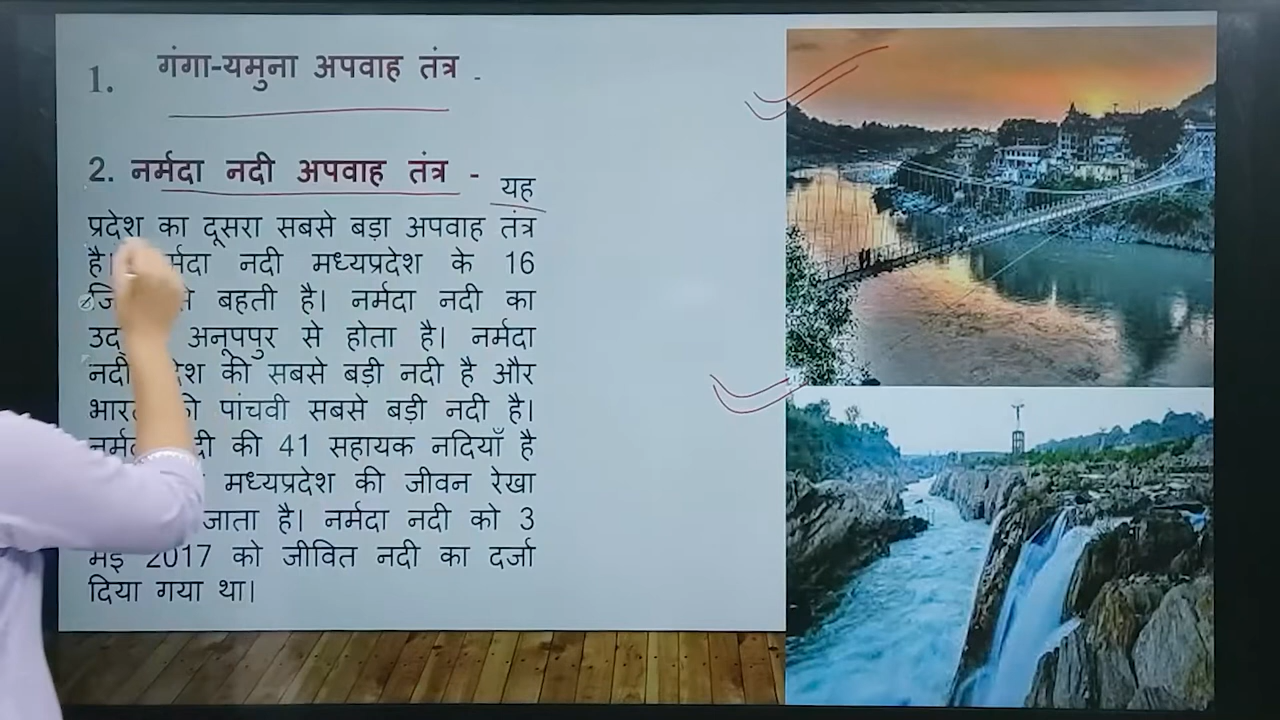 1. गंगा-यमुना अपवाह तंत्र -
2. नर्मदा नदी अपवाह तंत्र - यह
प्रदेश का दूसरा सबसे बड़ा अपवाह तंत्र
है। नदी मध्यप्रदेश के 16
बहती है। नर्मदा नदी का
अनूपपुर से होता है। नर्मदा
नदी की सबसे बड़ी नदी है और
पांचवी सबसे बड़ी नदी है।
की 41 सहायक नदियाँ है
मध्यप्रदेश की जीवन रेखा
जाता है। नर्मदा नदी को 3
मई 2017 को जीवित नदी का दर्जा
दिया गया था।